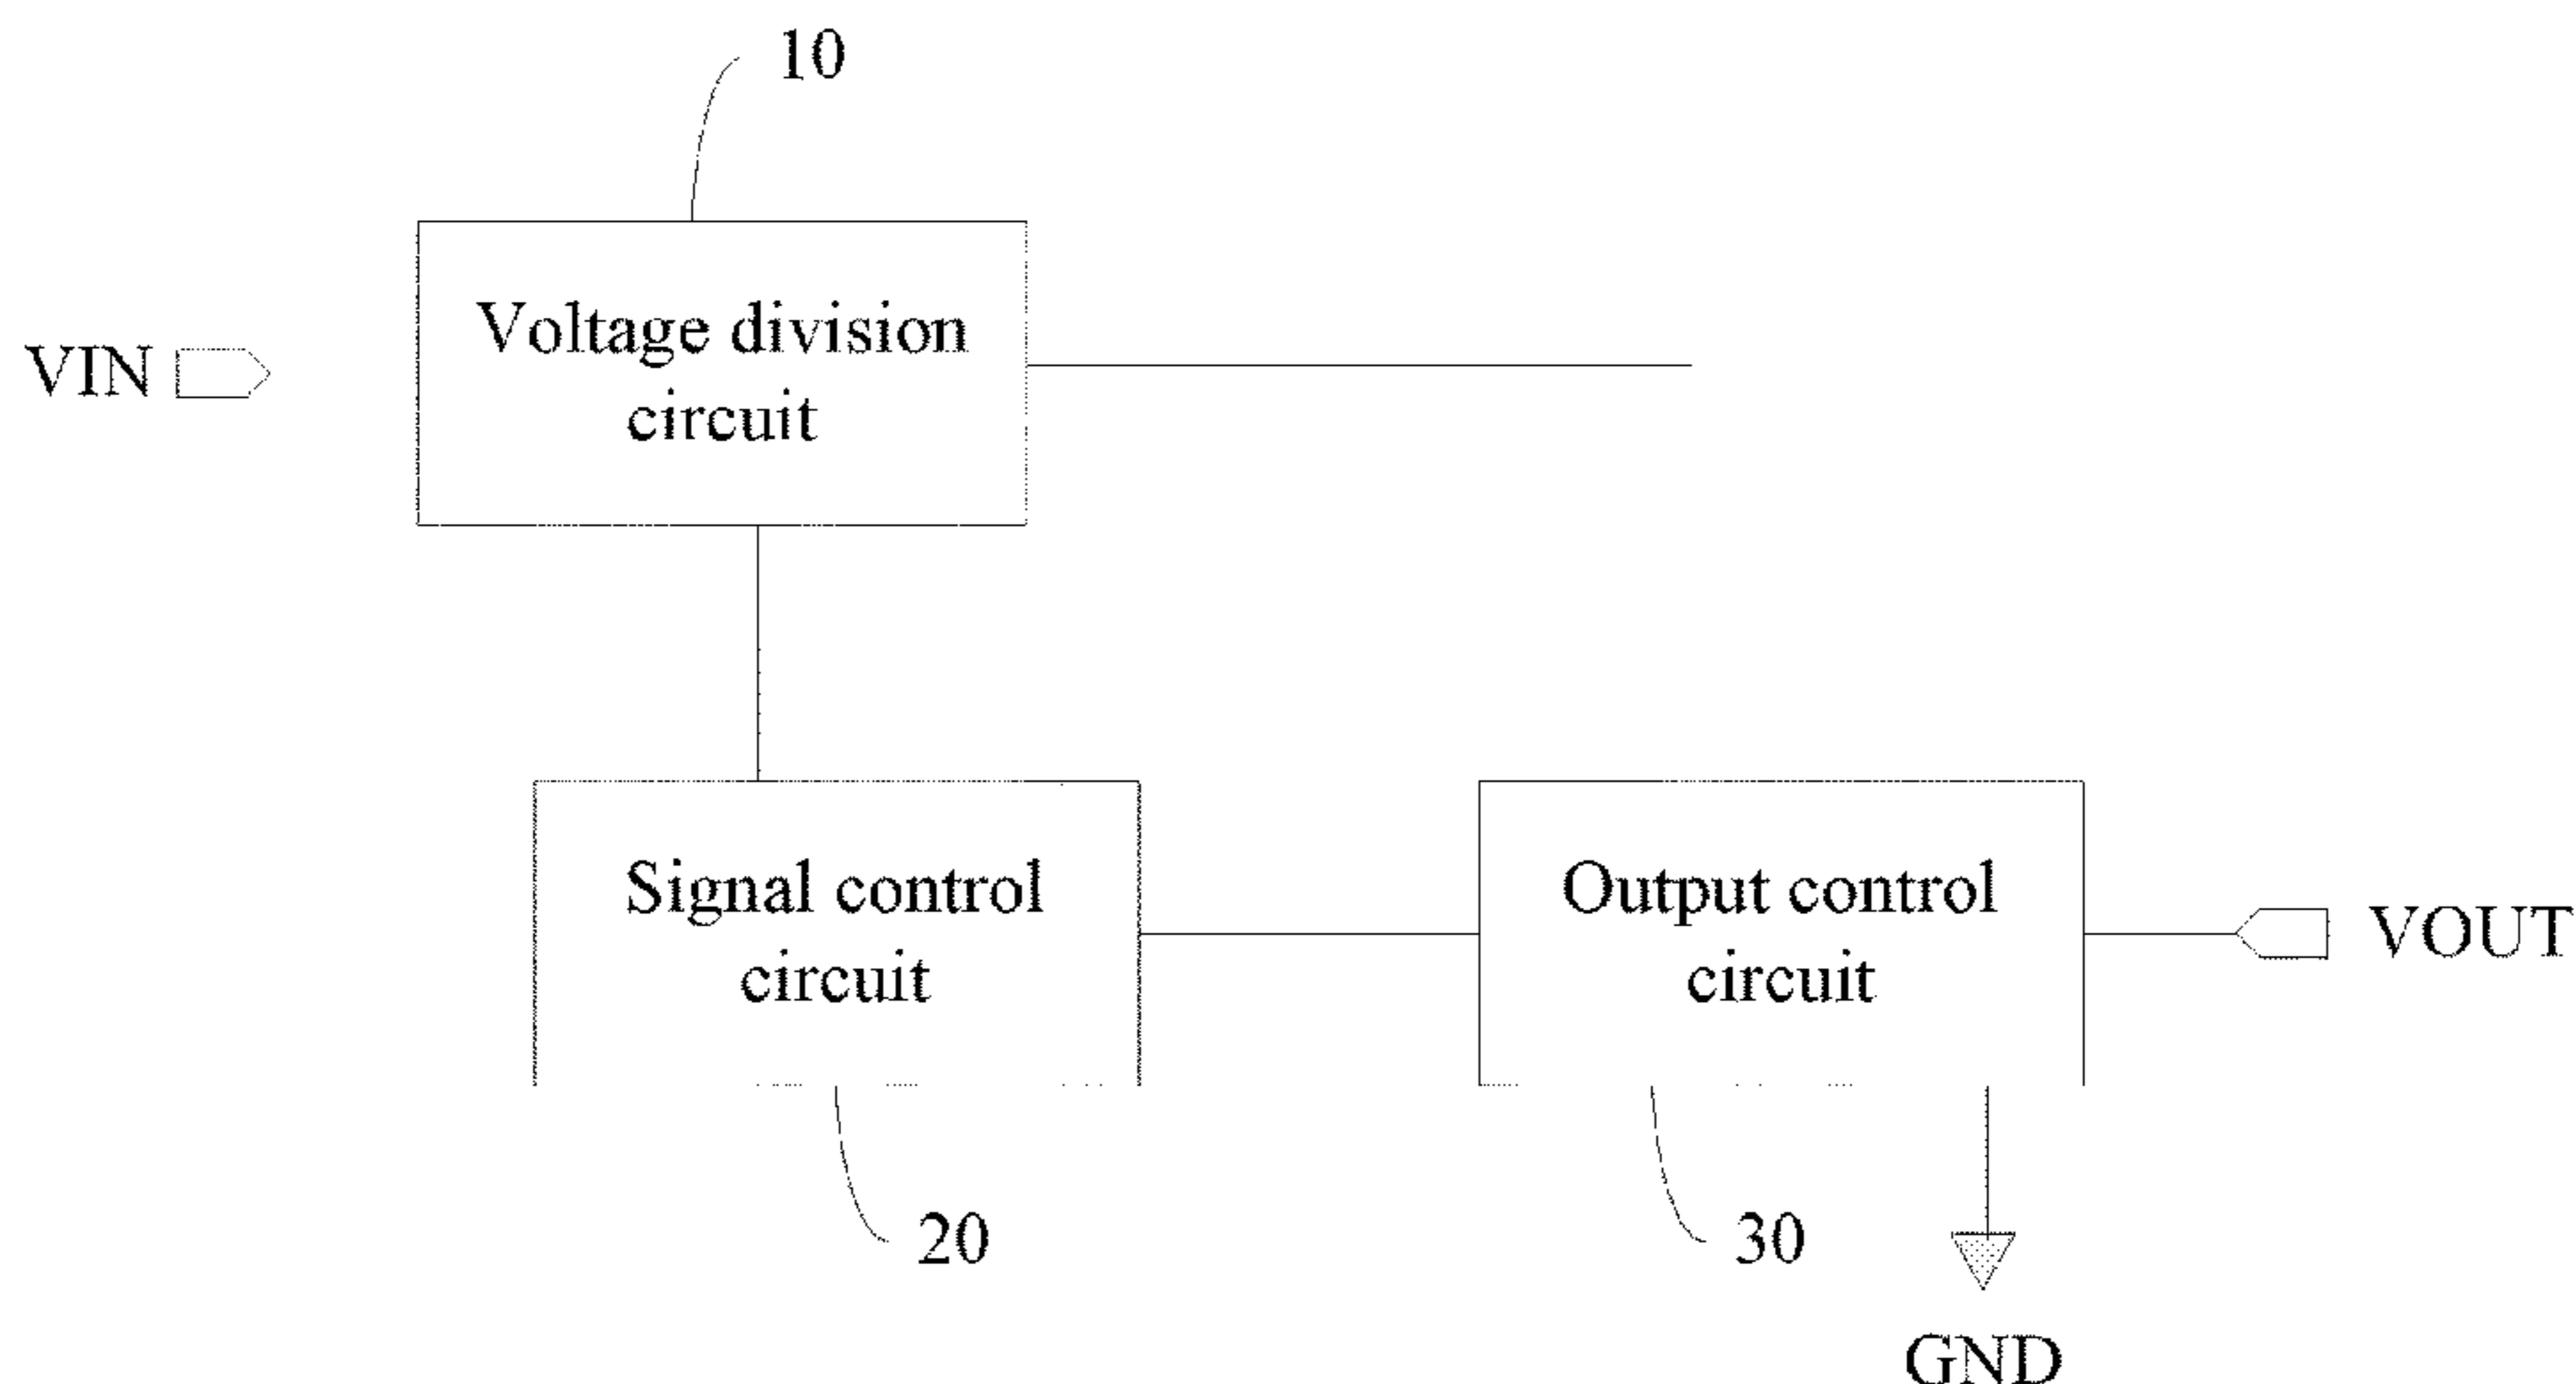 10
Voltage division
circuit
VIN
Signal control
circuit
Output control
circuit
VOUT
20
30
GND